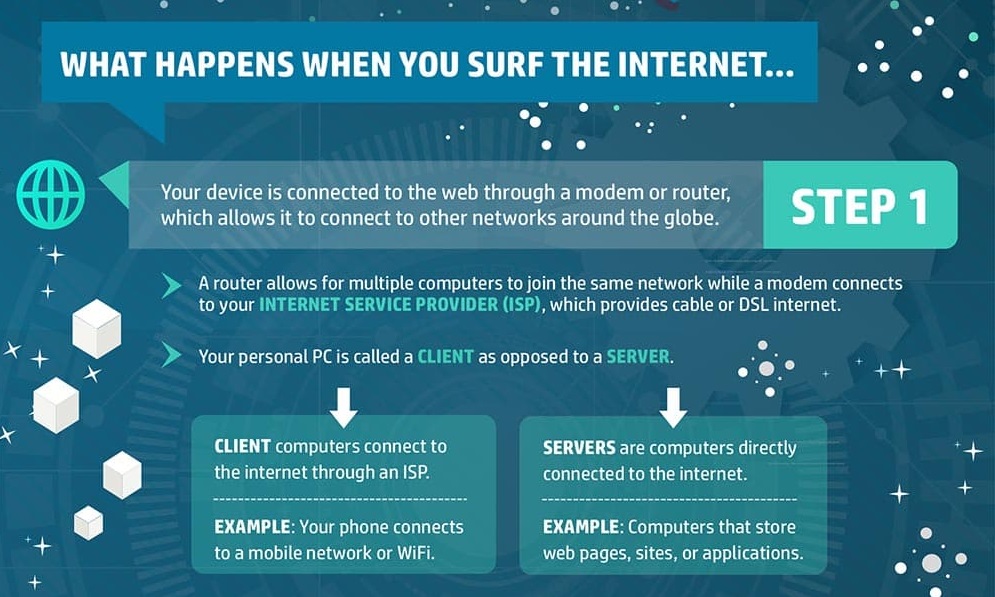 WHAT HAPPENS WHEN YOU SURF THE INTERNET...
Your device is connected to the web through a modem or router,
which allows it to connect to other networks around the globe.
STEP 1
A router allows for multiple computers to join the same network while a modem connects
to your INTERNET SERVICE PROVIDER (ISP), which provides cable or DSL internet.
Your personal PC is called a CLIENT as opposed to a SERVER.
CLIENT computers connect to
the internet through an ISP.
EXAMPLE: Your phone connects
to a mobile network or WiFi.
SERVERS are computers directly
connected to the internet.
EXAMPLE: Computers that store
web pages, sites, or applications.